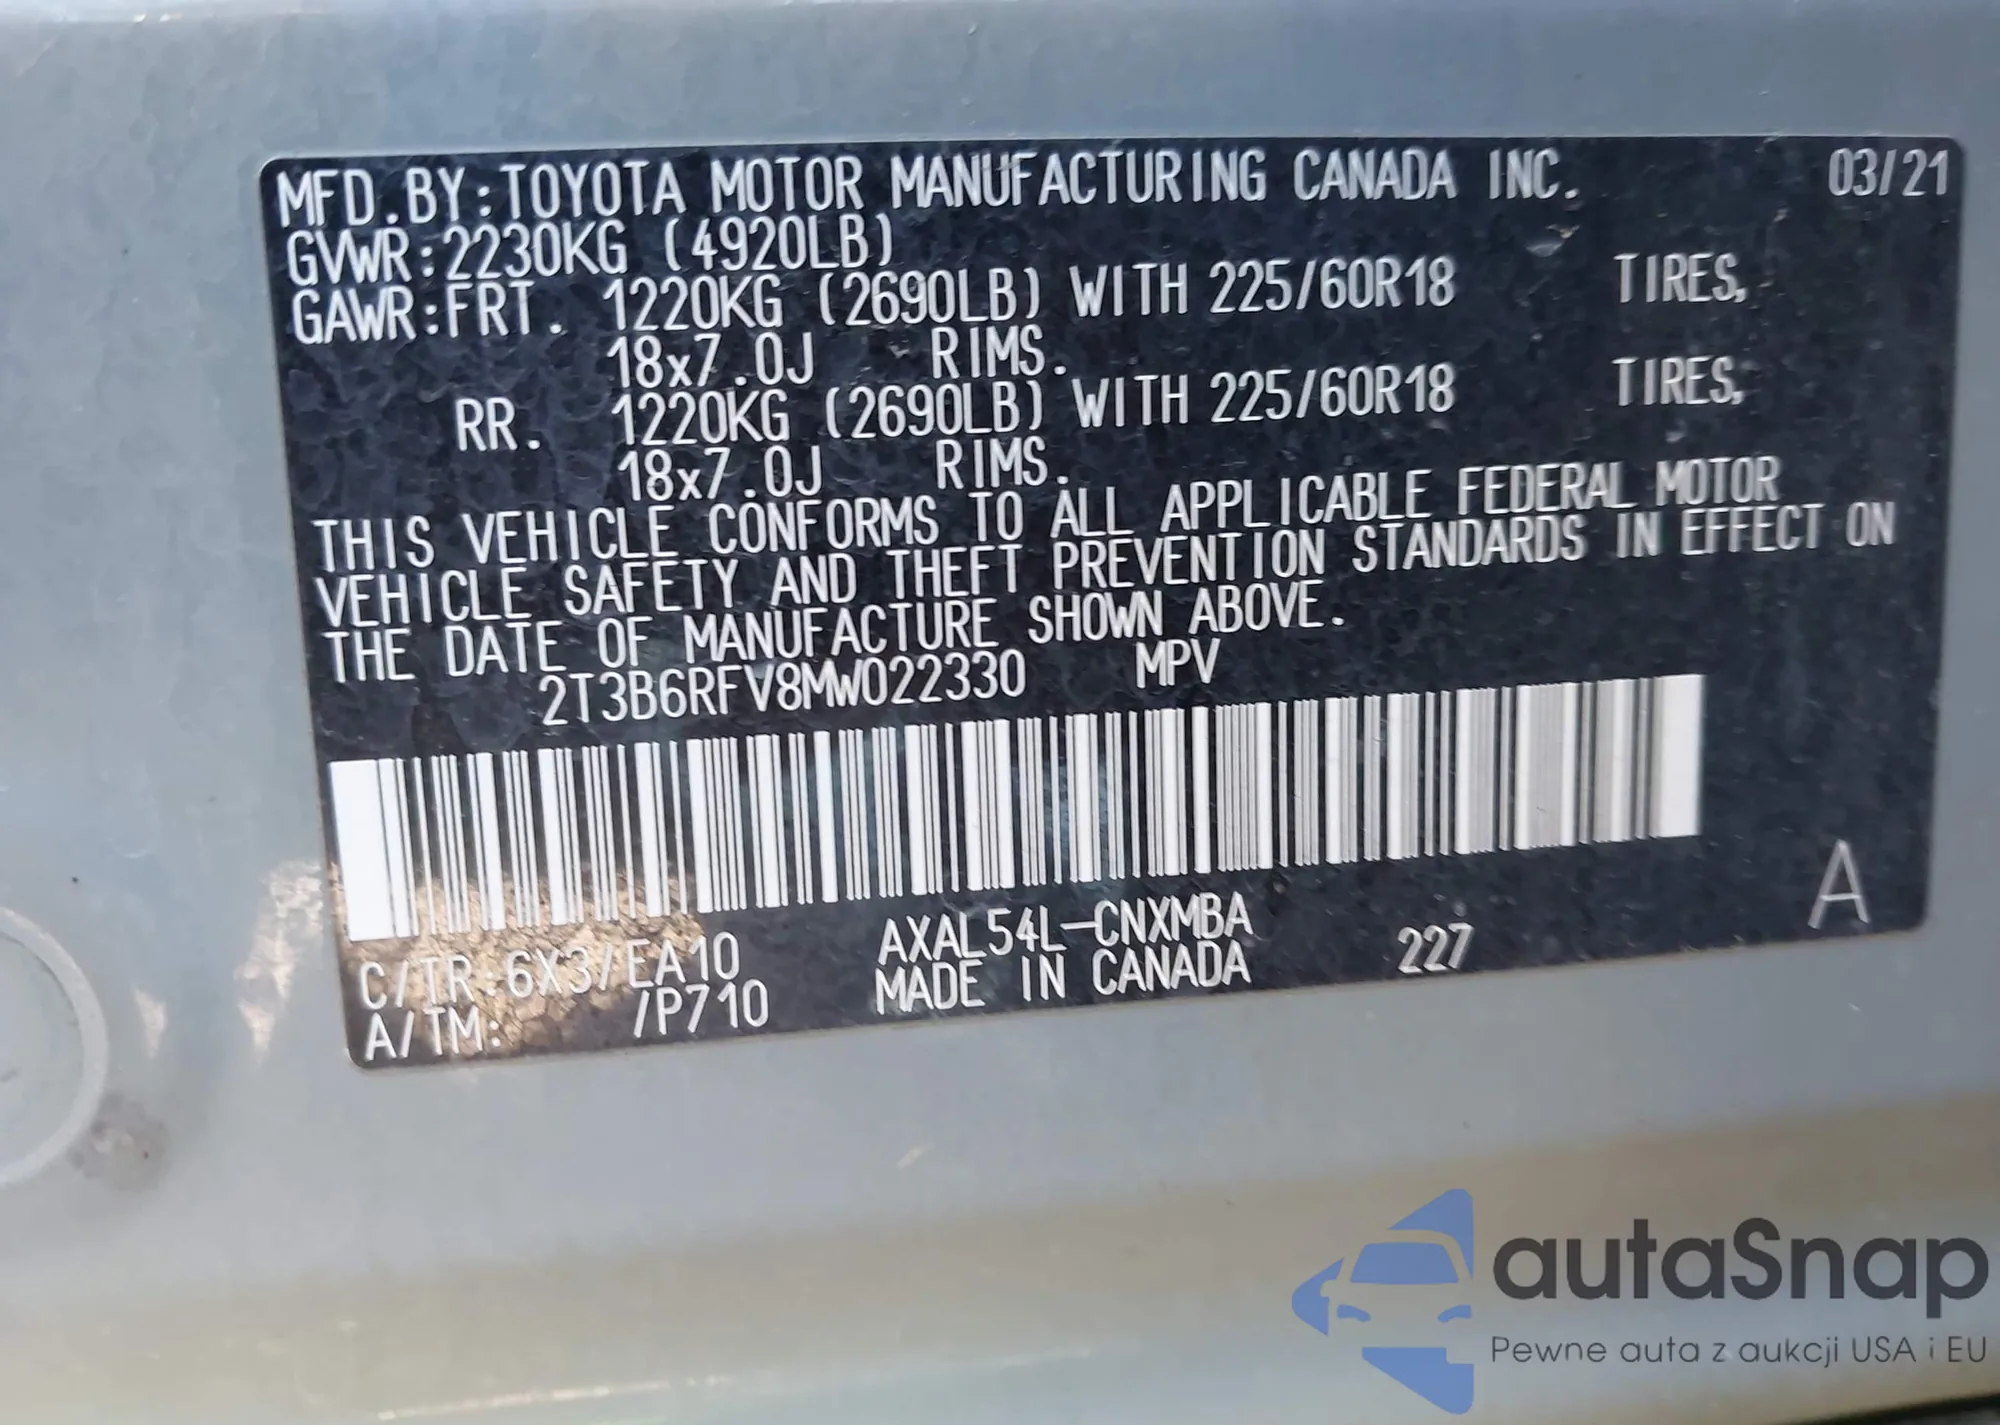 MFD.BY:TOYOTA MOTOR MANUFACTURING CANADA INC. 03/21
GVWR:2230KG (4920LB)
GAWR:FRT. 1220KG (2690LB) WITH 225/60R18 TIRES,
18x7.0J RIMS.
RR. 1220KG (2690LB) WITH 225/60R18 TIRES,
18x7.0J RIMS.
THIS VEHICLE CONFORMS TO ALL APPLICABLE FEDERAL MOTOR
VEHICLE SAFETY AND THEFT PREVENTION STANDARDS IN EFFECT ON
THE DATE OF MANUFACTURE SHOWN ABOVE.
2T3B6RFV8MW022330 MPV
A
C/TR:6X3/EA10 AXAL54L-CNXMBA 227
A/TM: /P710 MADE IN CANADA
autaSnap
Pewne auta z aukcji USA i EU